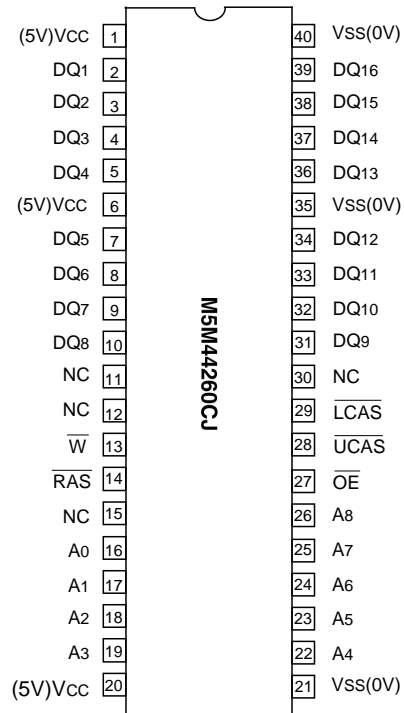 (5V)VCC 1 40 VSS(0V)
DQ1 2 39 DQ16
DQ2 3 38 DQ15
DQ3 4 37 DQ14
DQ4 5 36 DQ13
(5V)VCC 6 35 VSS(0V)
DQ5 7 34 DQ12
DQ6 8 33 DQ11
DQ7 9 32 DQ10
DQ8 10 31 DQ9
NC 11 30 NC
NC 12 29 L̅C̅A̅S̅
W̅ 13 28 U̅C̅A̅S̅
R̅A̅S̅ 14 27 O̅E̅
NC 15 26 A8
A0 16 25 A7
A1 17 24 A6
A2 18 23 A5
A3 19 22 A4
(5V)VCC 20 21 VSS(0V)
M5M44260CJ